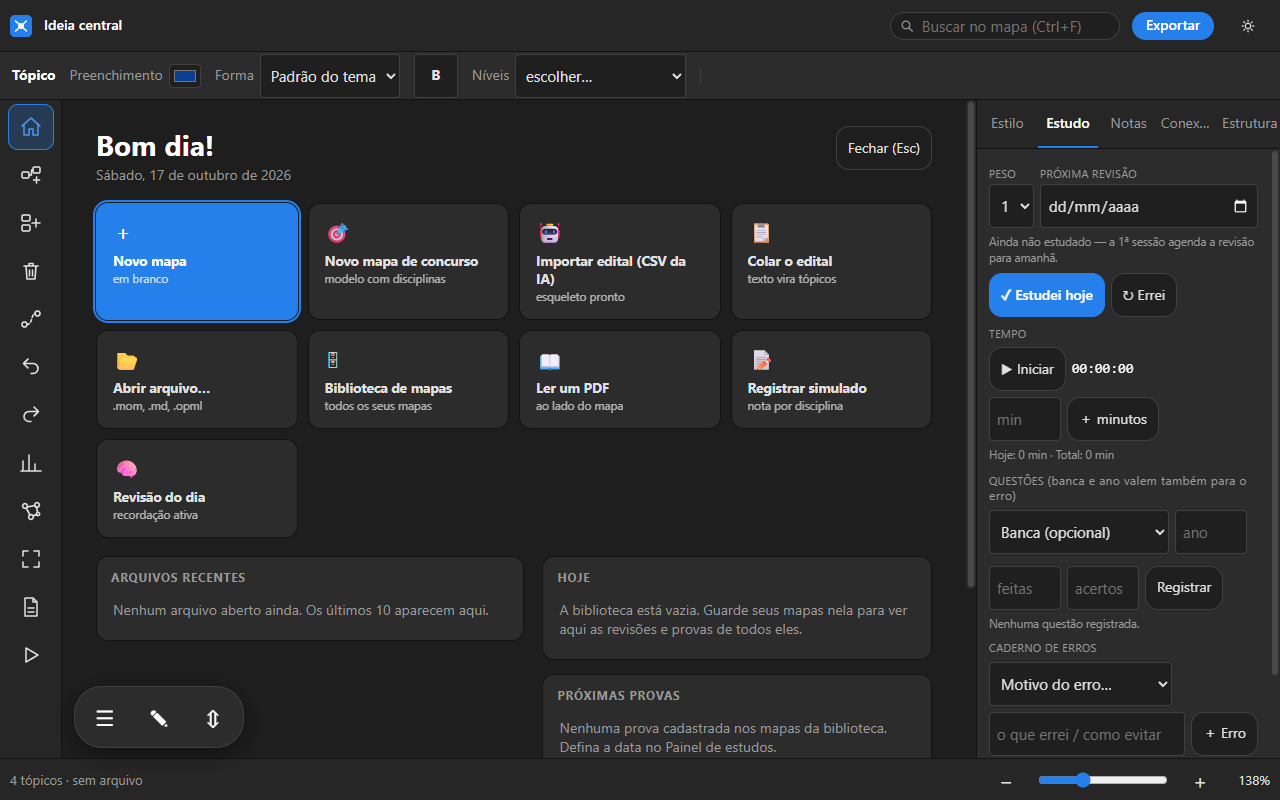 Ideia central
Buscar no mapa (Ctrl+F)
Exportar
Tópico
Preenchimento
Forma
Padrão do tema
B
Níveis
escolher...
Bom dia!
Sábado, 17 de outubro de 2026
Fechar (Esc)
+
Novo mapa
em branco
Novo mapa de concurso
modelo com disciplinas
Importar edital (CSV da
IA)
esqueleto pronto
Colar o edital
texto vira tópicos
Abrir arquivo...
.mom, .md, .opml
Biblioteca de mapas
todos os seus mapas
Ler um PDF
ao lado do mapa
Registrar simulado
nota por disciplina
Revisão do dia
recordação ativa
ARQUIVOS RECENTES
Nenhum arquivo aberto ainda. Os últimos 10 aparecem aqui.
HOJE
A biblioteca está vazia. Guarde seus mapas nela para ver
aqui as revisões e provas de todos eles.
PRÓXIMAS PROVAS
Nenhuma prova cadastrada nos mapas da biblioteca.
Defina a data no Painel de estudos.
Estilo
Estudo
Notas
Conex...
Estrutura
PESO
PRÓXIMA REVISÃO
1
dd/mm/aaaa
Ainda não estudado — a 1ª sessão agenda a revisão
para amanhã.
✓ Estudei hoje
↻ Errei
TEMPO
▶ Iniciar
00:00:00
min
+ minutos
Hoje: 0 min · Total: 0 min
QUESTÕES (banca e ano valem também para o
erro)
Banca (opcional)
ano
feitas
acertos
Registrar
Nenhuma questão registrada.
CADERNO DE ERROS
Motivo do erro...
o que errei / como evitar
+ Erro
4 tópicos · sem arquivo
−
+
138%